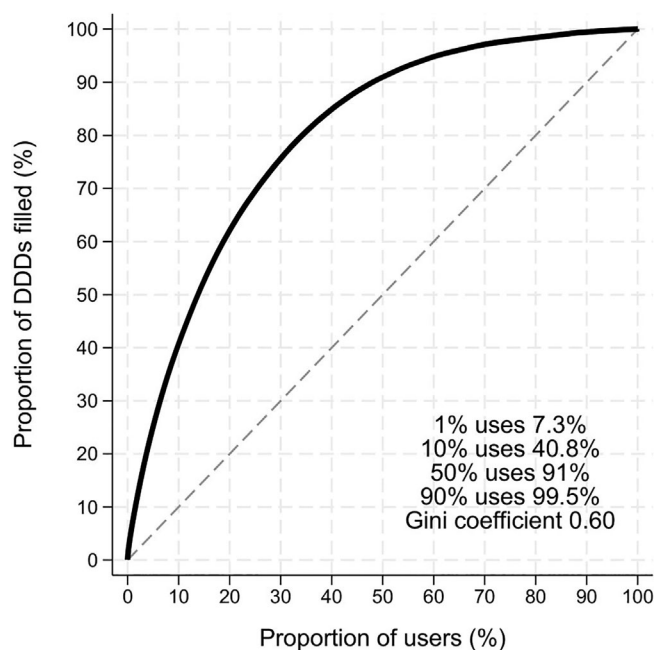 Proportion of DDDs filled (%)
100
90
80
70
60
50
40
30
20
10
0
1% uses 7.3%
10% uses 40.8%
50% uses 91%
90% uses 99.5%
Gini coefficient 0.60
0 10 20 30 40 50 60 70 80 90 100
Proportion of users (%)